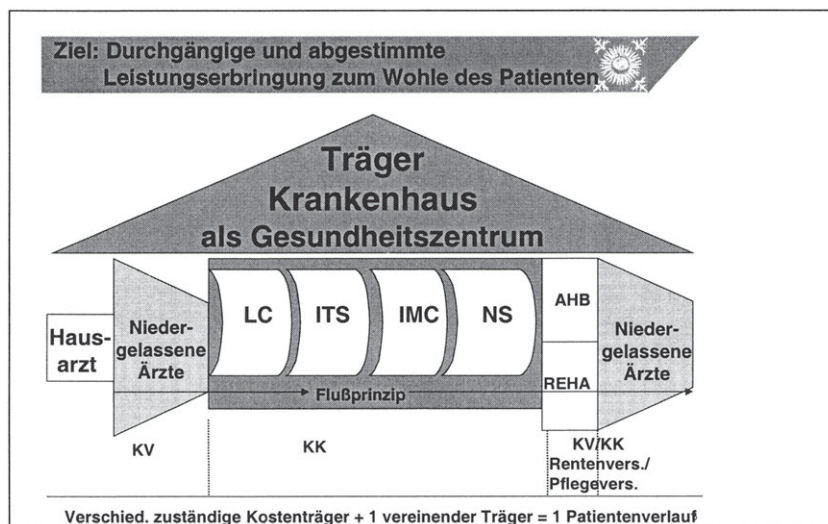 Ziel: Durchgängige und abgestimmte
Leistungserbringung zum Wohle des Patienten
Träger
Krankenhaus
als Gesundheitszentrum
Haus-
arzt
Nieder-
gelassene
Ärzte
LC
ITS
IMC
NS
Flußprinzip
AHB
REHA
Nieder-
gelassene
Ärzte
KV
KK
KV/KK
Rentenvers./
Pflegevers.
Verschied. zuständige Kostenträger + 1 vereinender Träger = 1 Patientenverlauf